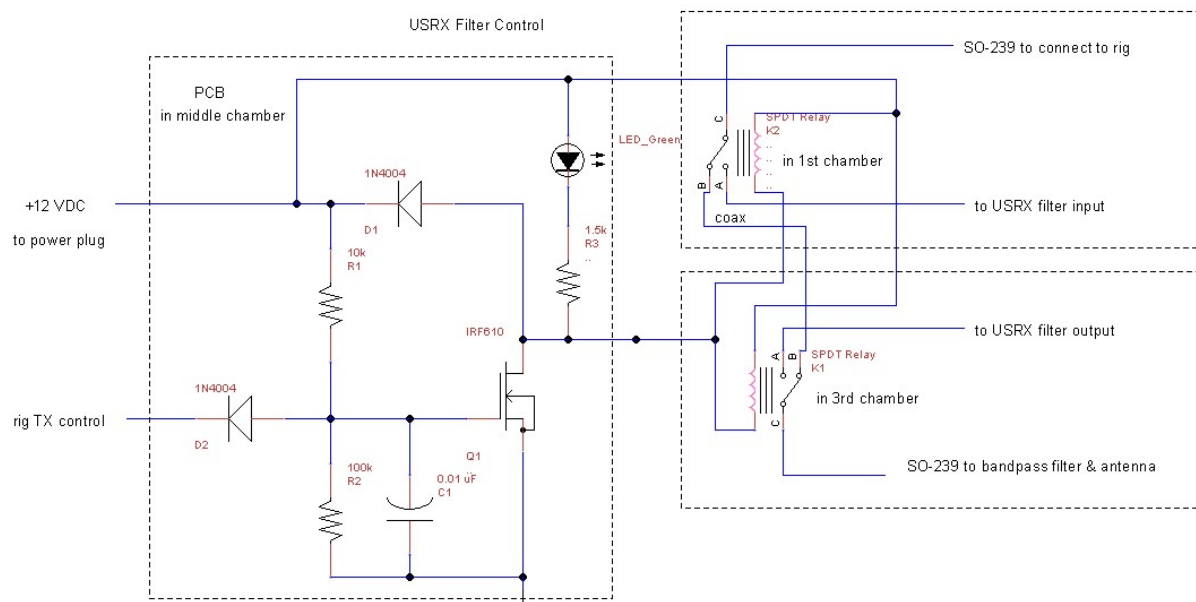 USRX Filter Control
SO-239 to connect to rig
PCB
in middle chamber
C
SPDT Relay
K2
..
..
..
in 1st chamber
LED_Green
1N4004
D1
B
A
+12 VDC
to power plug
to USRX filter input
coax
1.5k
R3
..
10k
R1
IRF610
to USRX filter output
A
B
SPDT Relay
K1
1N4004
D2
in 3rd chamber
rig TX control
C
Q1
..
100k
R2
0.01 uF
C1
SO-239 to bandpass filter & antenna